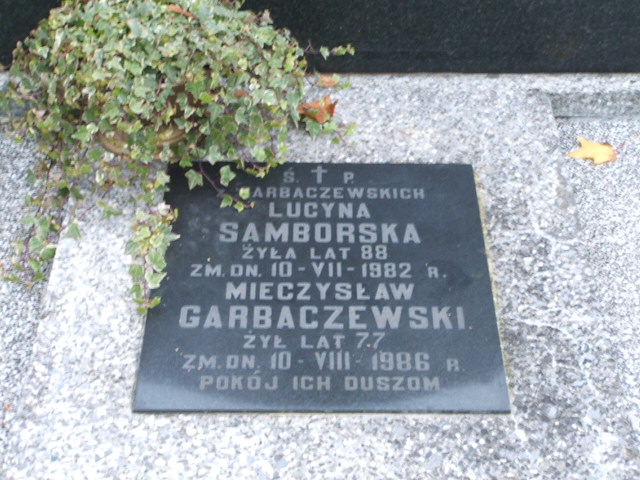 Ś. † P.
GARBACZEWSKICH
LUCYNA
SAMBORSKA
ŻYŁA LAT 88
ZM. DN. 10-VII-1982 R.
MIECZYSŁAW
GARBACZEWSKI
ŻYŁ LAT 77
ZM. DN. 10-VIII-1986 R
POKÓJ ICH DUSZOM